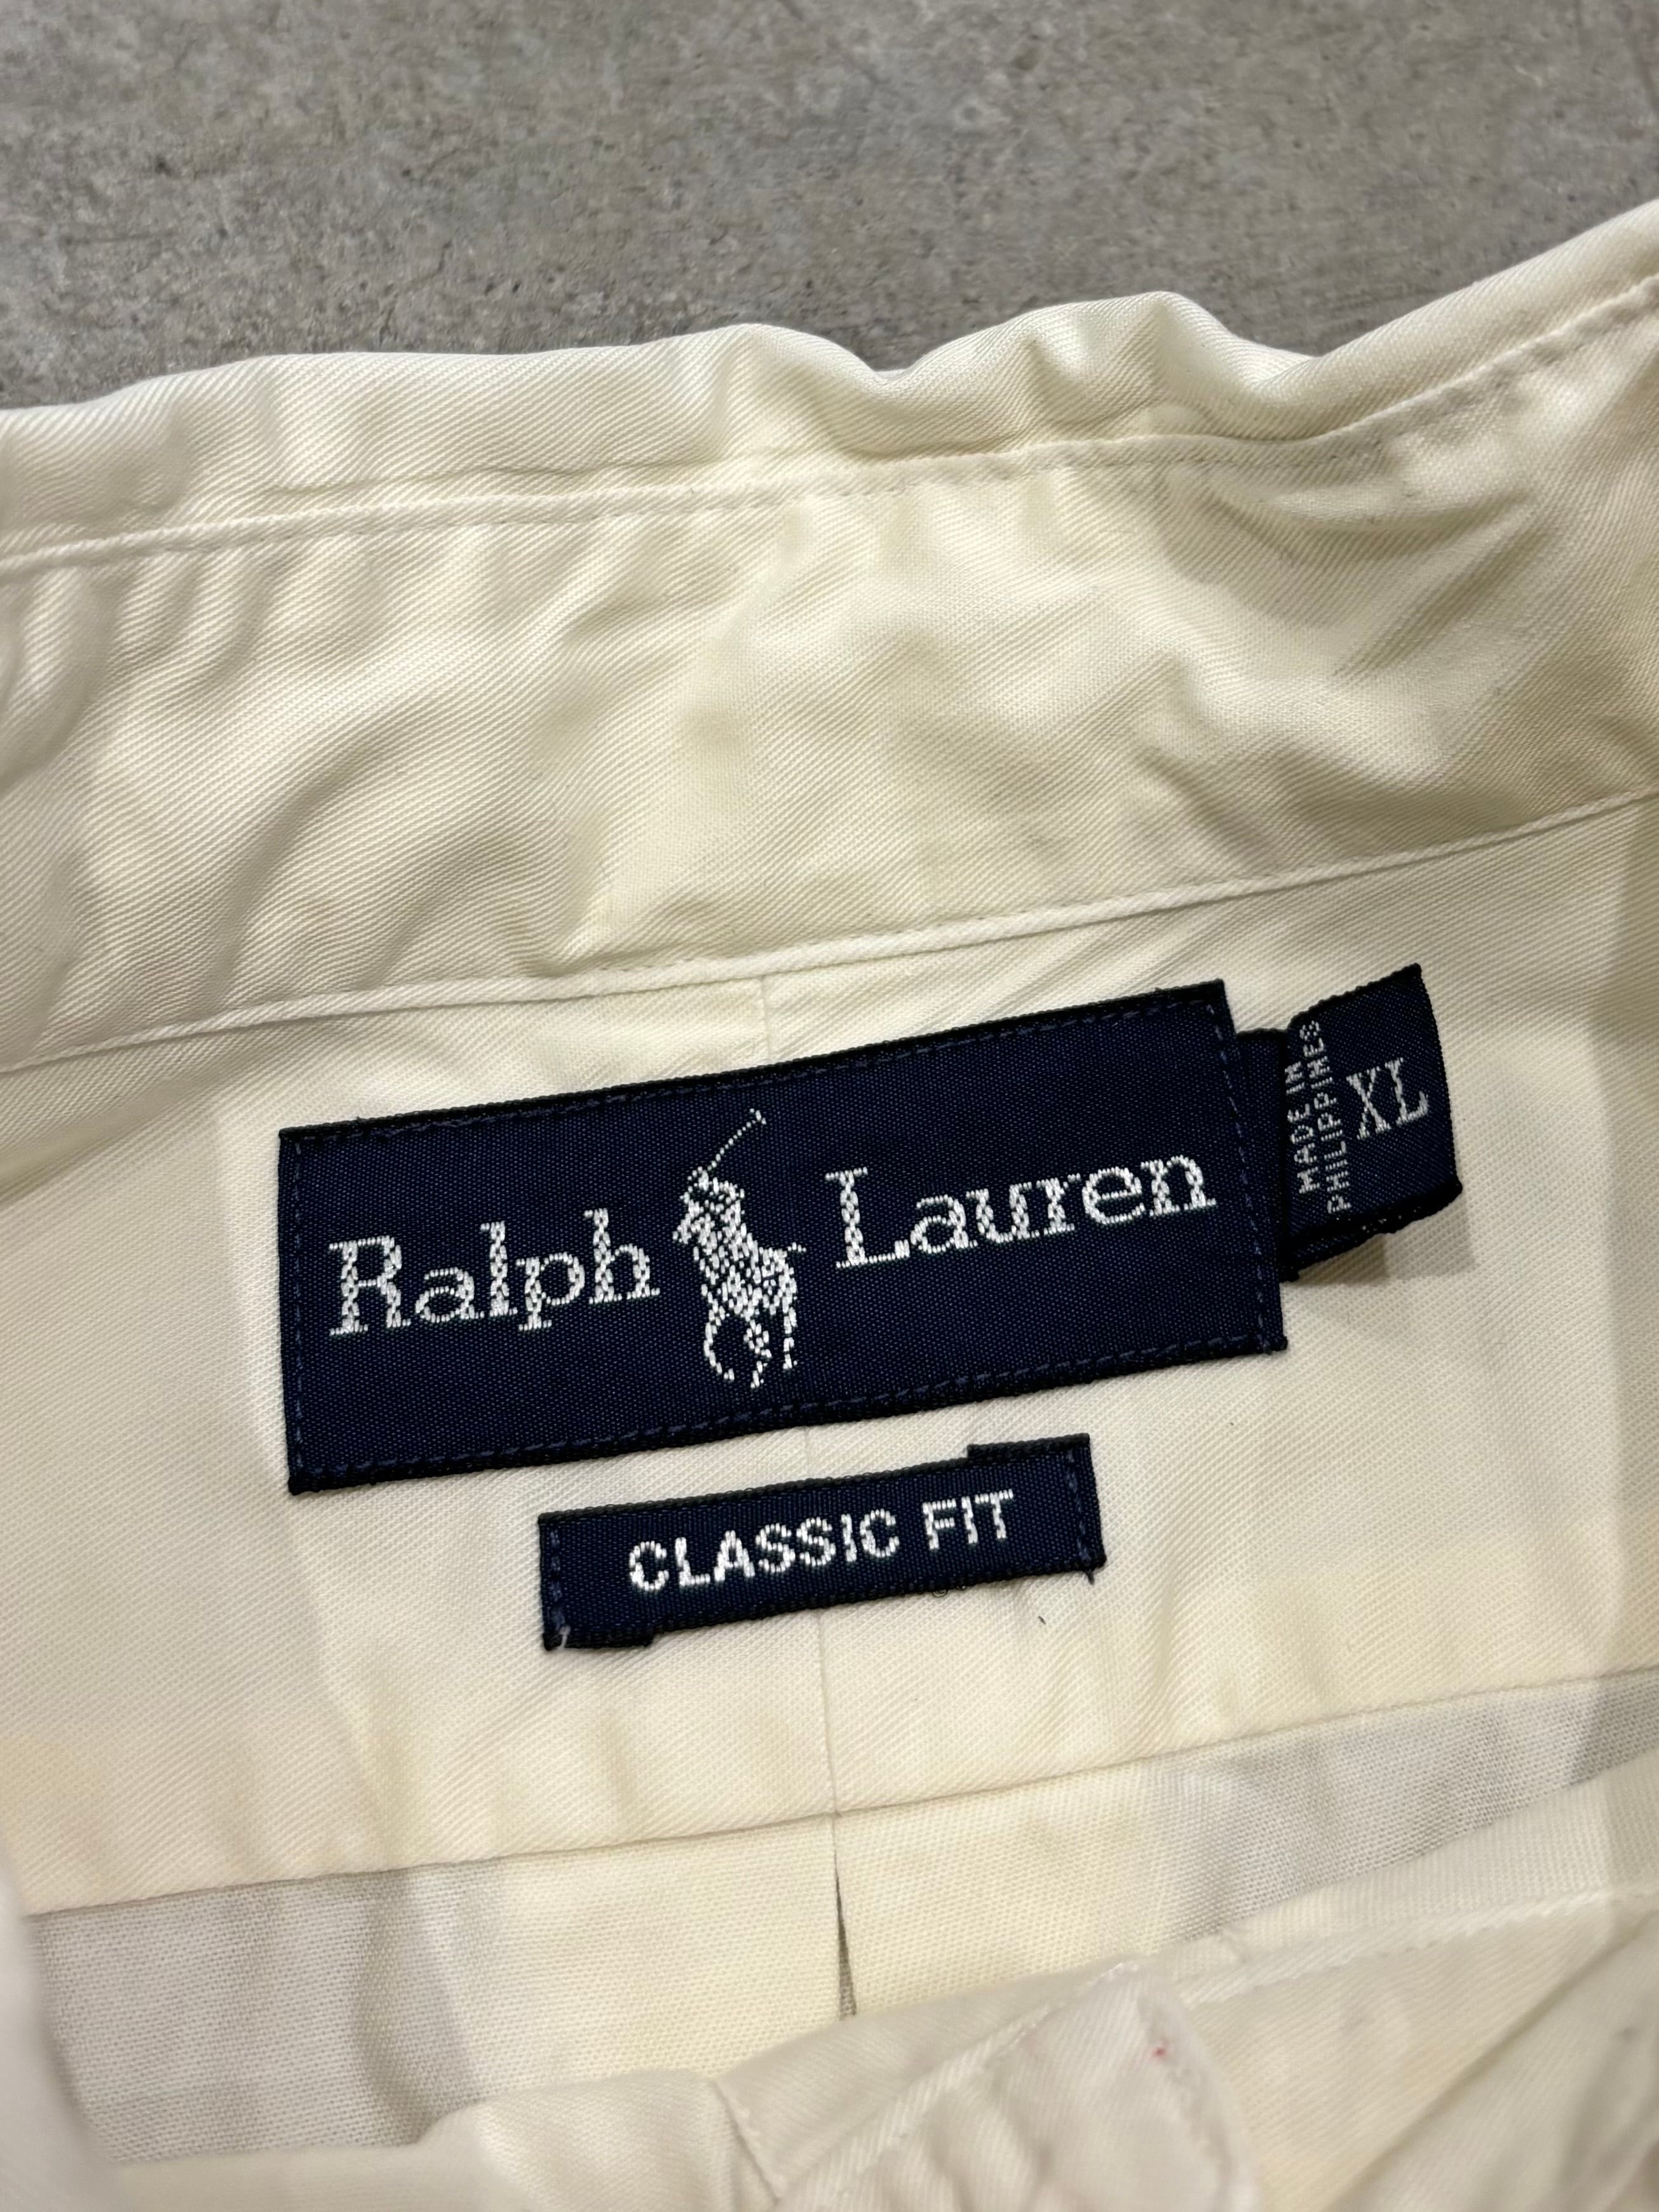 Ralph Lauren
MADE IN
PHILIPPINES
XL
CLASSIC FIT